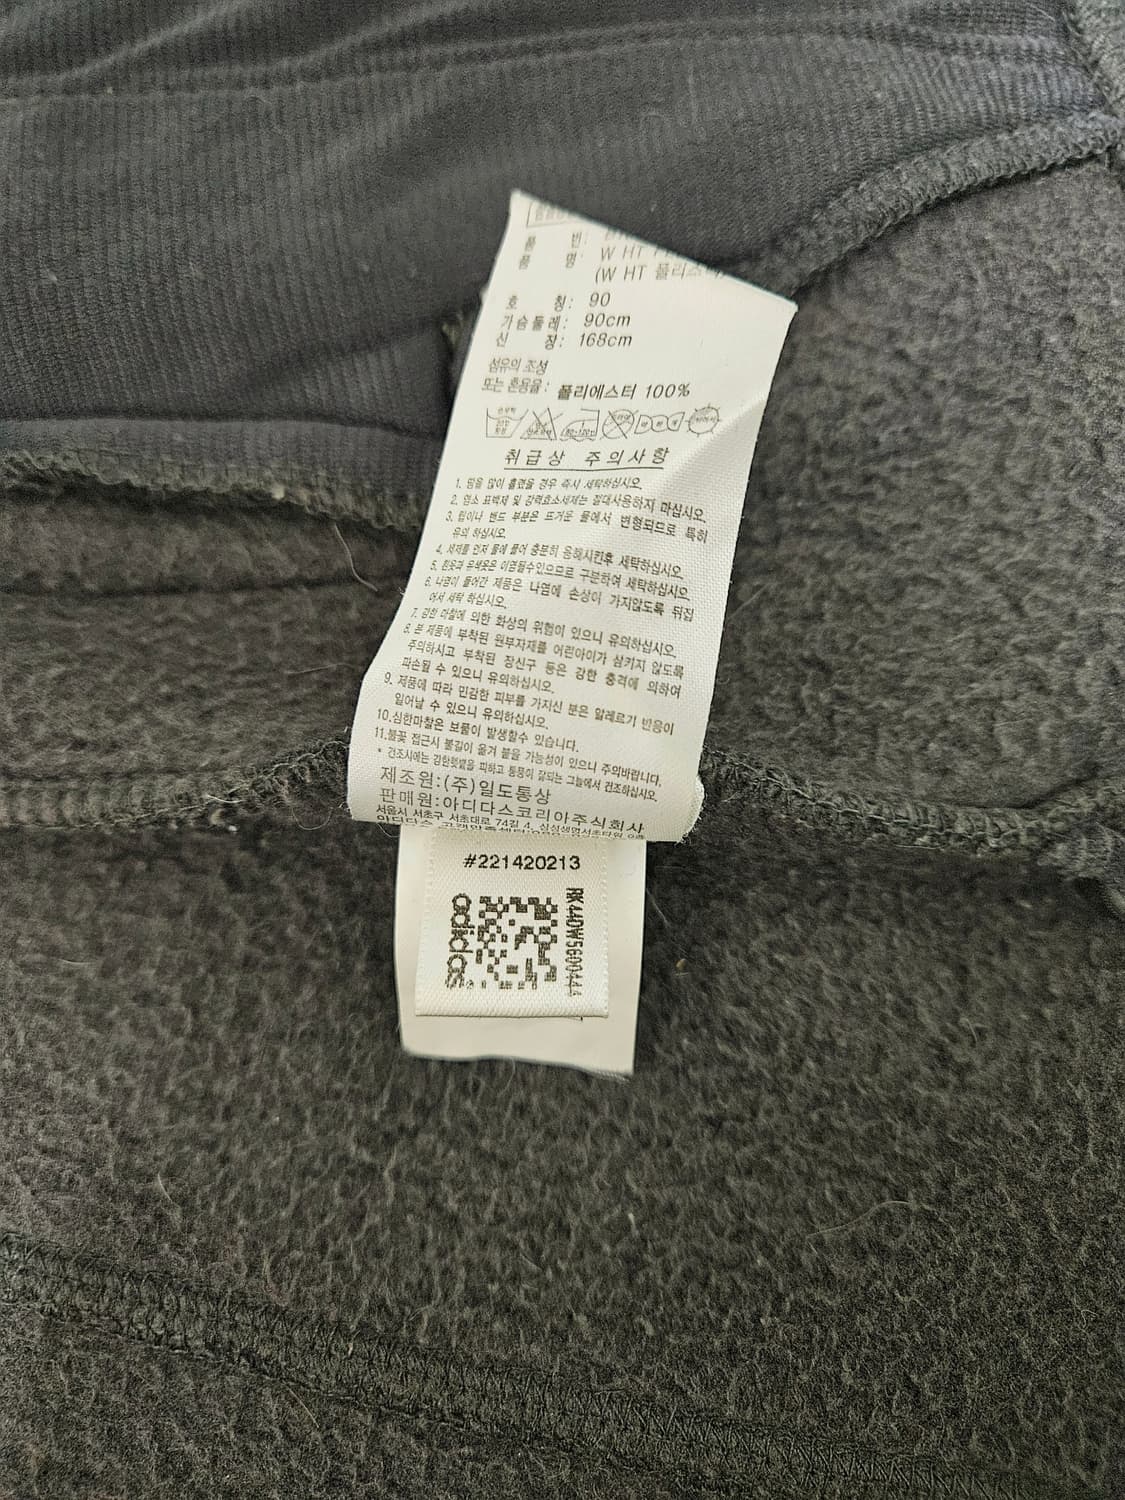 품 번:
품 명: W HT
(W HT 플리스
호 칭: 90
가슴둘레: 90cm
신 장: 168cm
섬유의 조성
또는 혼용율: 폴리에스터 100%
취급상 주의사항
1. 땀을 많이 흘렸을 경우 즉시 세탁하십시오.
2. 염소 표백제 및 강력효소세제는 절대사용하지 마십시오.
3. 립이나 밴드 부분은 뜨거운 물에서 변형되므로 특히
유의 하십시오.
4. 세제를 먼저 물에 풀어 충분히 용해시킨후 세탁하십시오.
5. 흰옷과 유색옷은 이염될수있으므로 구분하여 세탁하십시오.
6. 나염이 들어간 제품은 나염에 손상이 가지않도록 뒤집
어서 세탁 하십시오.
7. 강한 마찰에 의한 화상의 위험이 있으니 유의하십시오.
8. 본 제품에 부착된 원부자재를 어린아이가 삼키지 않도록
주의하시고 부착된 장신구 등은 강한 충격에 의하여
파손될 수 있으니 유의하십시오.
9. 제품에 따라 민감한 피부를 가지신 분은 알레르기 반응이
일어날 수 있으니 유의하십시오.
10.심한마찰은 보풀이 발생할수 있습니다.
11.불꽃 접근시 불길이 옮겨 붙을 가능성이 있으니 주의바랍니다.
* 건조시에는 강한햇볕을 피하고 통풍이 잘되는 그늘에서 건조하십시오.
제조원:(주)일도통상
판매원:아디다스코리아주식회사
서울시 서초구 서초대로 74길 4, 삼성생명서초타워
#221420213
adidas